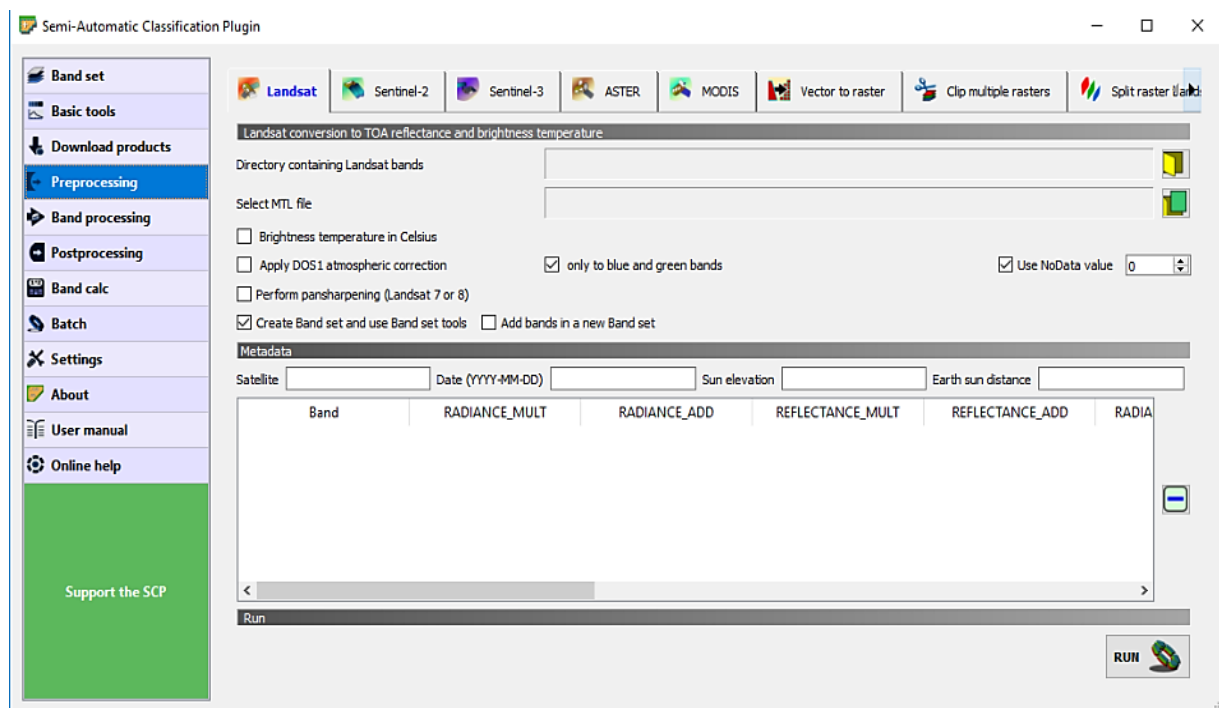 Semi-Automatic Classification Plugin
Band set
Basic tools
Download products
Preprocessing
Band processing
Postprocessing
Band calc
Batch
Settings
About
User manual
Online help
Support the SCP
Landsat Sentinel-2 Sentinel-3 ASTER MODIS Vector to raster Clip multiple rasters Split raster
Landsat conversion to TOA reflectance and brightness temperature
Directory containing Landsat bands
Select MTL file
Brightness temperature in Celsius
Apply DOS1 atmospheric correction only to blue and green bands Use NoData value 0
Perform pansharpening (Landsat 7 or 8)
Create Band set and use Band set tools Add bands in a new Band set
Metadata
Satellite Date (YYYY-MM-DD) Sun elevation Earth sun distance
Band RADIANCE_MULT RADIANCE_ADD REFLECTANCE_MULT REFLECTANCE_ADD RADIA
Run
RUN